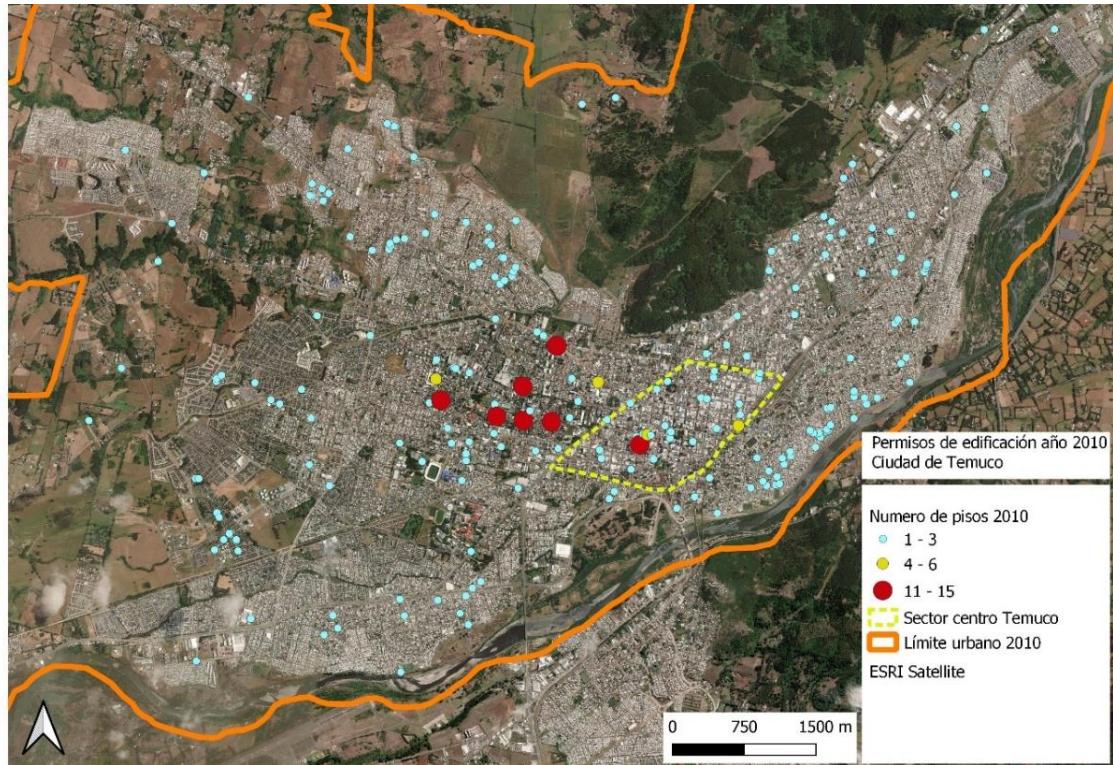 Permisos de edificación año 2010
Ciudad de Temuco
Numero de pisos 2010
1 - 3
4 - 6
11 - 15
Sector centro Temuco
Límite urbano 2010
ESRI Satellite
0 750 1500 m